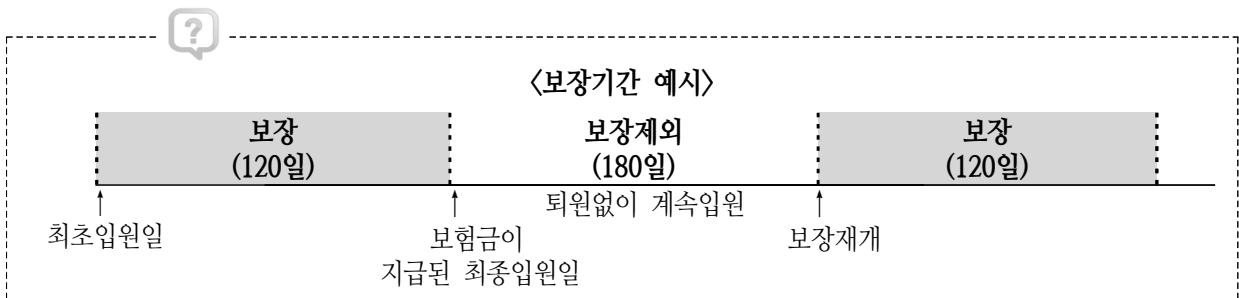 ?
〈보장기간 예시〉
보장 보장제외 보장
(120일) (180일) (120일)
퇴원없이 계속입원
최초입원일 보험금이 보장재개
지급된 최종입원일